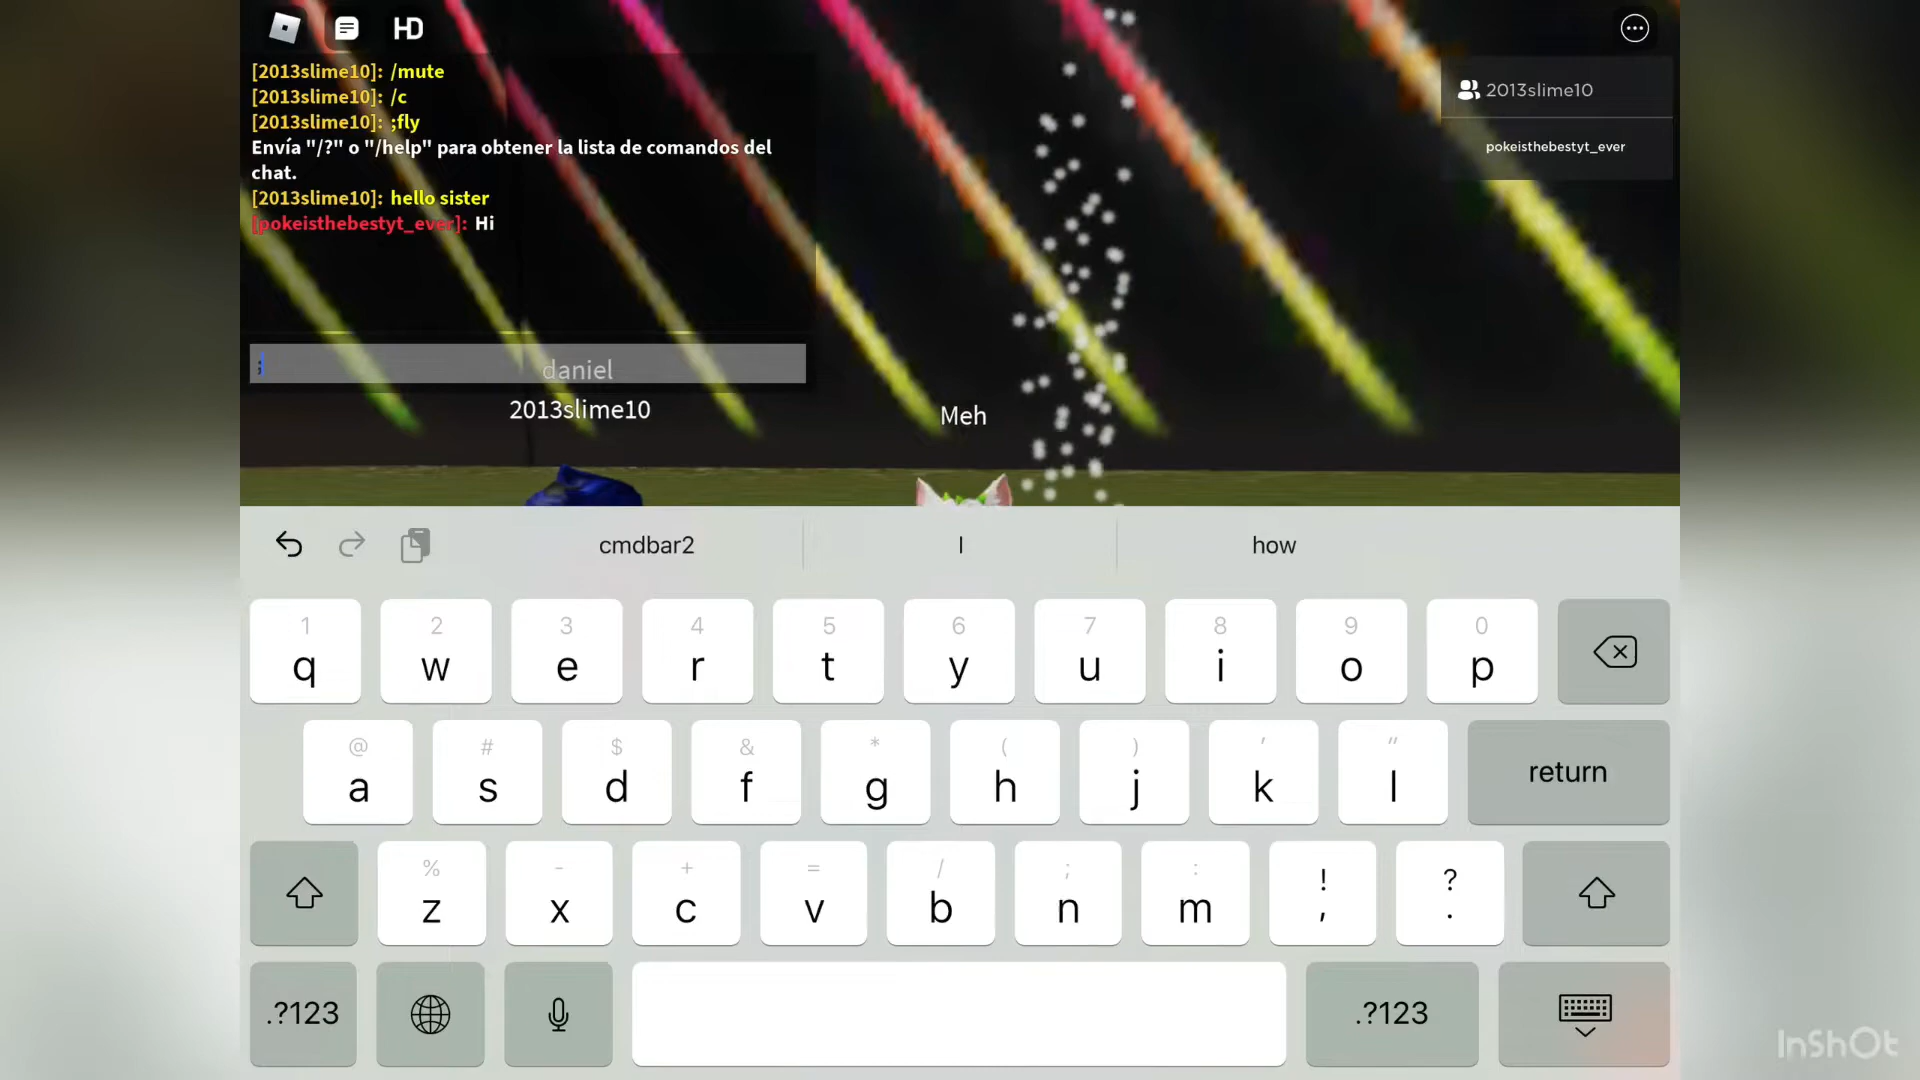 HD
[2013slime10]: /mute
[2013slime10]: /c
[2013slime10]: ;fly
Envía "/?" o "/help" para obtener la lista de comandos del
chat.
[2013slime10]: hello sister
[pokeisthebestyt_ever]: Hi
2013slime10
pokeisthebestyt_ever
;
daniel
2013slime10
Meh
cmdbar2 I how
1 2 3 4 5 6 7 8 9 0
q w e r t y u i o p
@ # $ & * ( ) ' "
a s d f g h j k l return
% - + = / ; : ! ?
z x c v b n m , .
.?123 .?123
InShOt